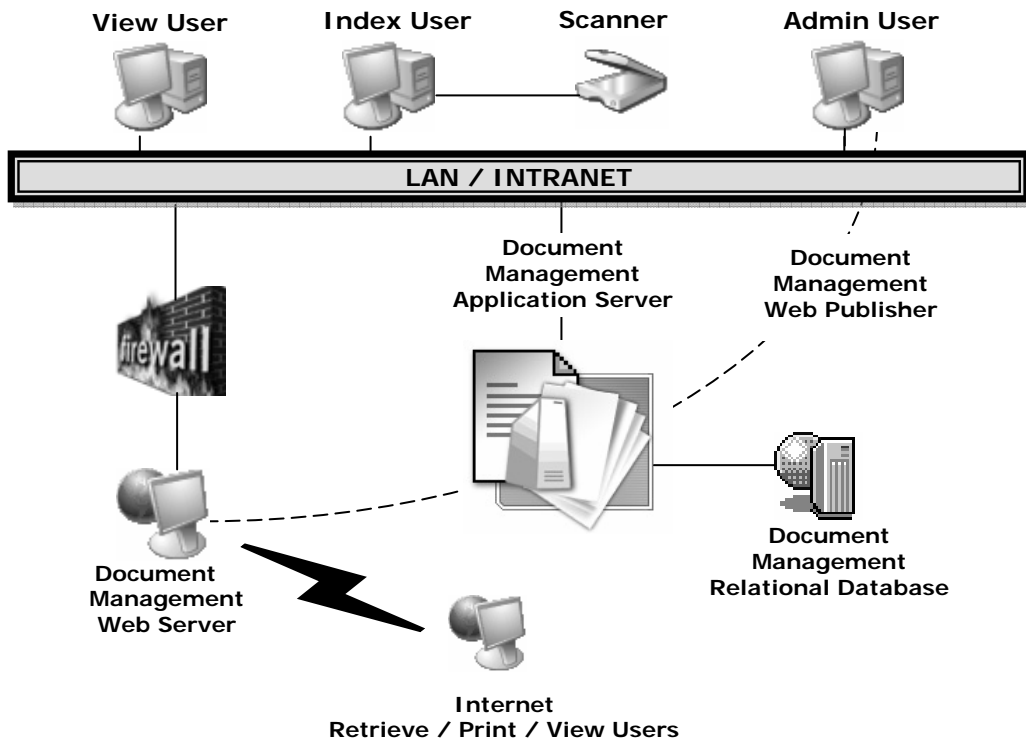 View User
Index User
Scanner
Admin User
LAN / INTRANET
Document
Management
Application Server
Document
Management
Web Publisher
firewall
Document
Management
Web Server
Document
Management
Relational Database
Internet
Retrieve / Print / View Users